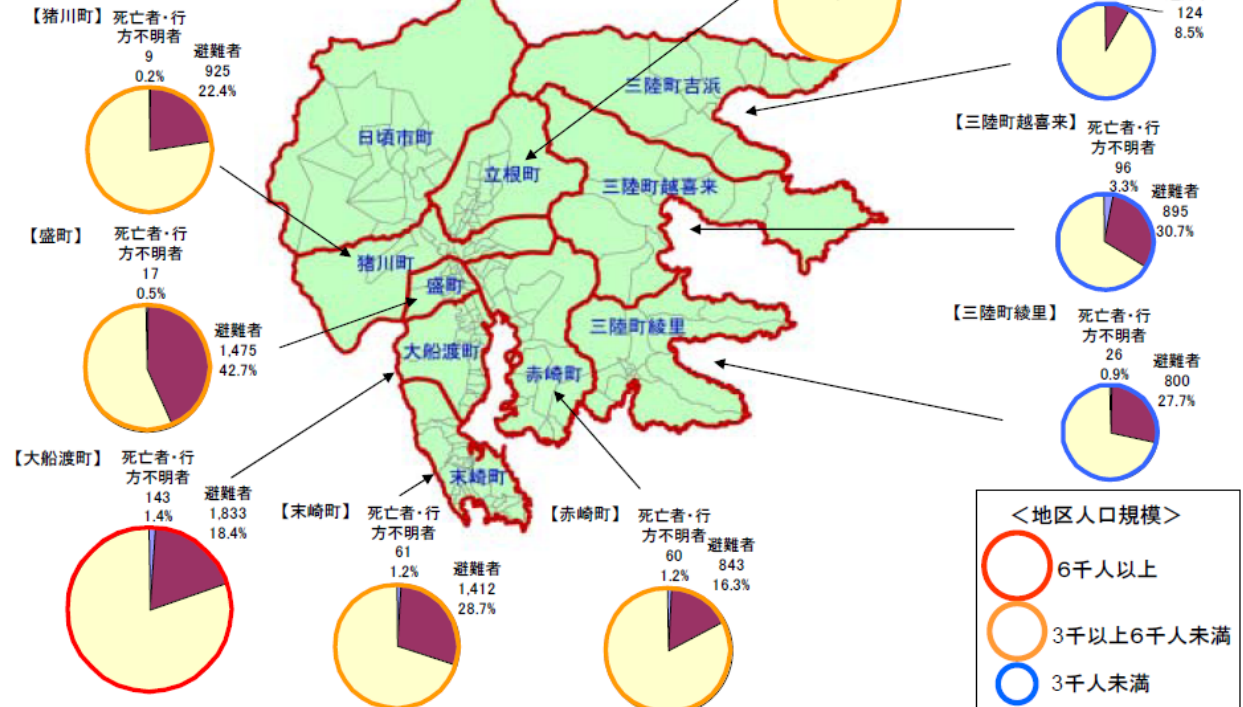 【猪川町】
死亡者・行
方不明者
9
0.2%
避難者
925
22.4%
124
8.5%
三陸町吉浜
日頃市町
立根町
三陸町越喜来
【三陸町越喜来】
死亡者・行
方不明者
96
3.3%
避難者
895
30.7%
【盛町】
死亡者・行
方不明者
17
0.5%
避難者
1,475
42.7%
猪川町
盛町
大船渡町
赤崎町
三陸町綾里
末崎町
【三陸町綾里】
死亡者・行
方不明者
26
0.9%
避難者
800
27.7%
【大船渡町】
死亡者・行
方不明者
143
1.4%
避難者
1,833
18.4%
【末崎町】
死亡者・行
方不明者
61
1.2%
避難者
1,412
28.7%
【赤崎町】
死亡者・行
方不明者
60
1.2%
避難者
843
16.3%
＜地区人口規模＞
6千人以上
3千以上6千人未満
3千人未満